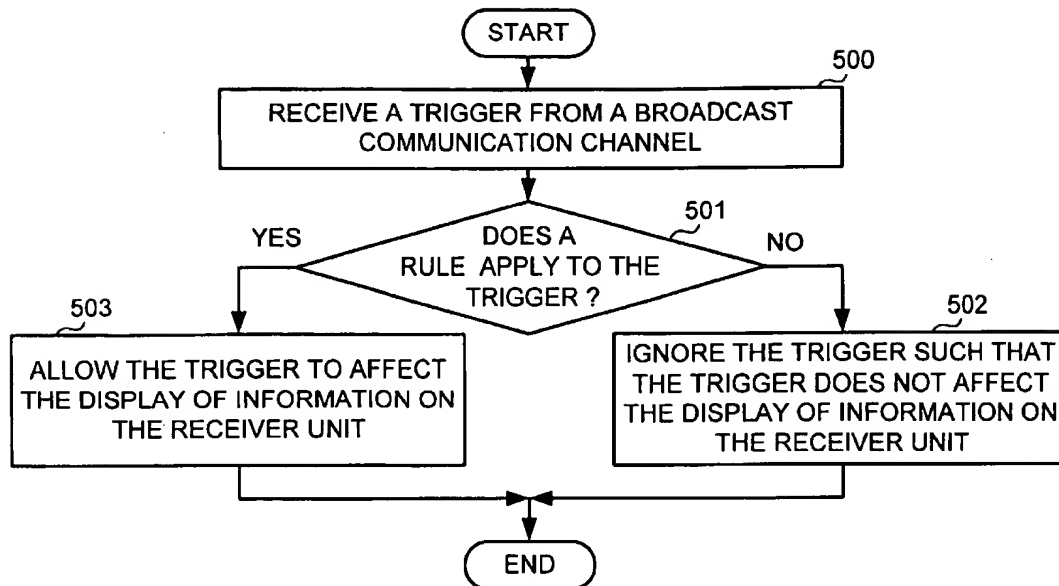 START
500
RECEIVE A TRIGGER FROM A BROADCAST
COMMUNICATION CHANNEL
501
YES
DOES A
RULE APPLY TO THE
TRIGGER ?
NO
503
ALLOW THE TRIGGER TO AFFECT
THE DISPLAY OF INFORMATION ON
THE RECEIVER UNIT
502
IGNORE THE TRIGGER SUCH THAT
THE TRIGGER DOES NOT AFFECT
THE DISPLAY OF INFORMATION ON
THE RECEIVER UNIT
END